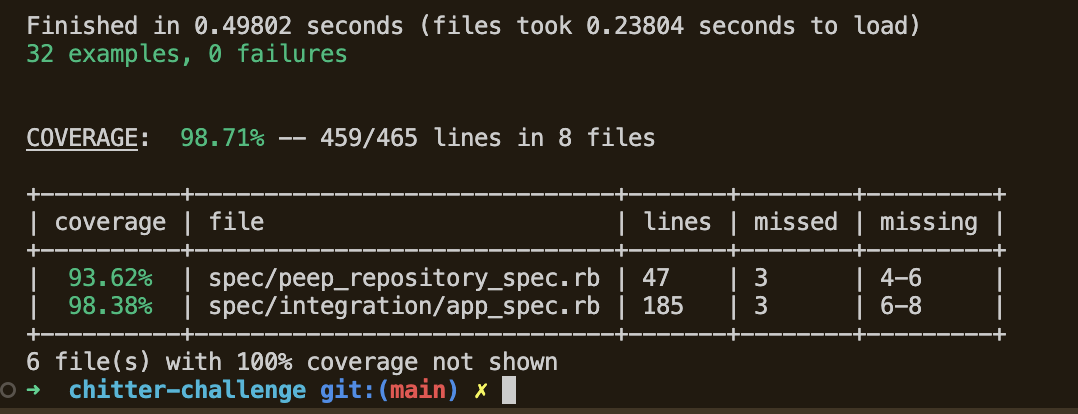 Finished in 0.49802 seconds (files took 0.23804 seconds to load)
32 examples, 0 failures
COVERAGE:  98.71% -- 459/465 lines in 8 files
+----------+------------------------------+-------+--------+---------+
| coverage | file                         | lines | missed | missing |
+----------+------------------------------+-------+--------+---------+
|  93.62%  | spec/peep_repository_spec.rb | 47    | 3      | 4-6     |
|  98.38%  | spec/integration/app_spec.rb | 185   | 3      | 6-8     |
+----------+------------------------------+-------+--------+---------+
6 file(s) with 100% coverage not shown
➜  chitter-challenge git:(main) ✗